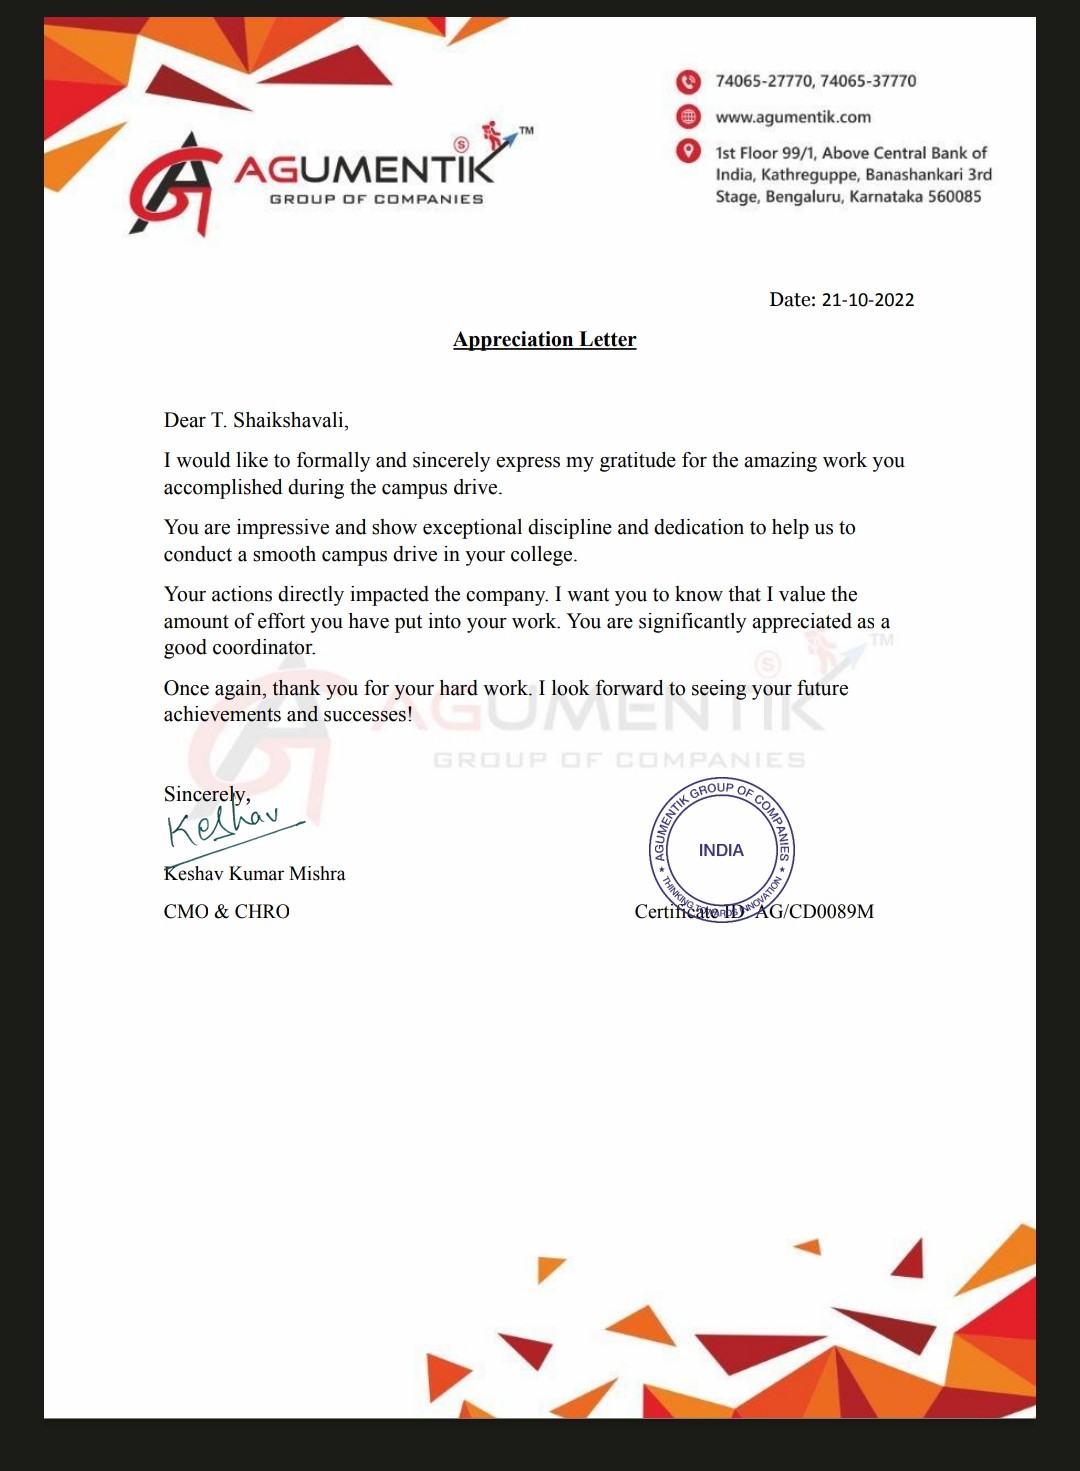 74065-27770, 74065-37770
www.agumentik.com
1st Floor 99/1, Above Central Bank of
India, Kathreguppe, Banashankari 3rd
Stage, Bengaluru, Karnataka 560085
AGUMENTIK TM
S
GROUP OF COMPANIES
Date: 21-10-2022
Appreciation Letter
Dear T. Shaikshavali,
I would like to formally and sincerely express my gratitude for the amazing work you
accomplished during the campus drive.
You are impressive and show exceptional discipline and dedication to help us to
conduct a smooth campus drive in your college.
Your actions directly impacted the company. I want you to know that I value the
amount of effort you have put into your work. You are significantly appreciated as a
good coordinator.
Once again, thank you for your hard work. I look forward to seeing your future
achievements and successes!
AGUMENTIK TM
S
GROUP OF COMPANIES
Sincerely,
Keshav
Keshav Kumar Mishra
CMO & CHRO
AGUMENTIK GROUP OF COMPANIES
INDIA
THINKING TOWARDS INNOVATION
Certificate ID- AG/CD0089M